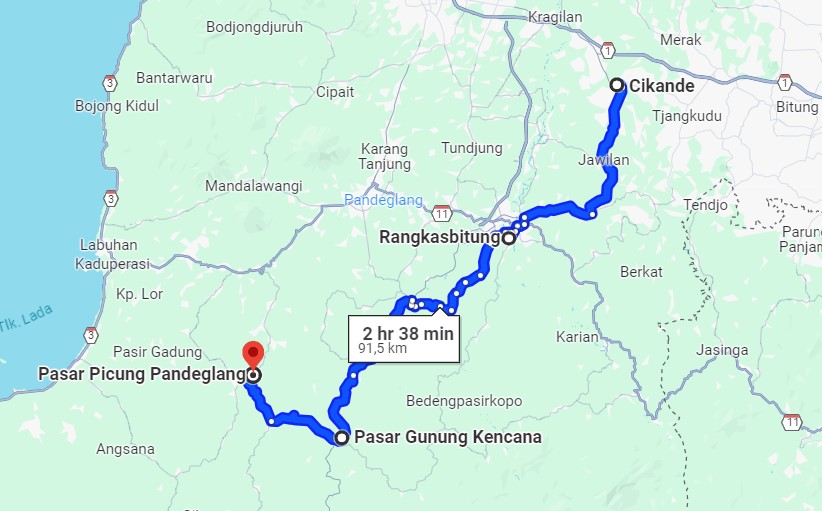 Kragilan
Bodjongdjuruh
1
Merak
3
Bantarwaru
1
Cikande
Cipait
Bojong Kidul
Bitung
Tjangkudu
Karang
Tanjung
Tundjung
Jawilan
Mandalawangi
3
Pandeglang
11
Tendjo
Rangkasbitung
Labuhan
Kaduperasi
Berkat
Kp. Lor
Tlk. Lada
3
2 hr 38 min
91,5 km
Karian
Pasir Gadung
Jasinga
Pasar Picung Pandeglang
Bedengpasirkopo
11
Pasar Gunung Kencana
Angsana